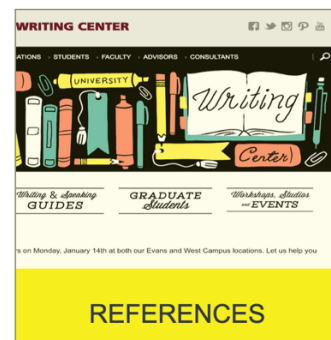 WRITING CENTER
ATIONS › STUDENTS › FACULTY › ADVISORS › CONSULTANTS
UNIVERSITY
Writing
Center
Writing & Speaking
GUIDES
GRADUATE
Students
Workshops, Studios
and EVENTS
rs on Monday, January 14th at both our Evans and West Campus locations. Let us help you
REFERENCES